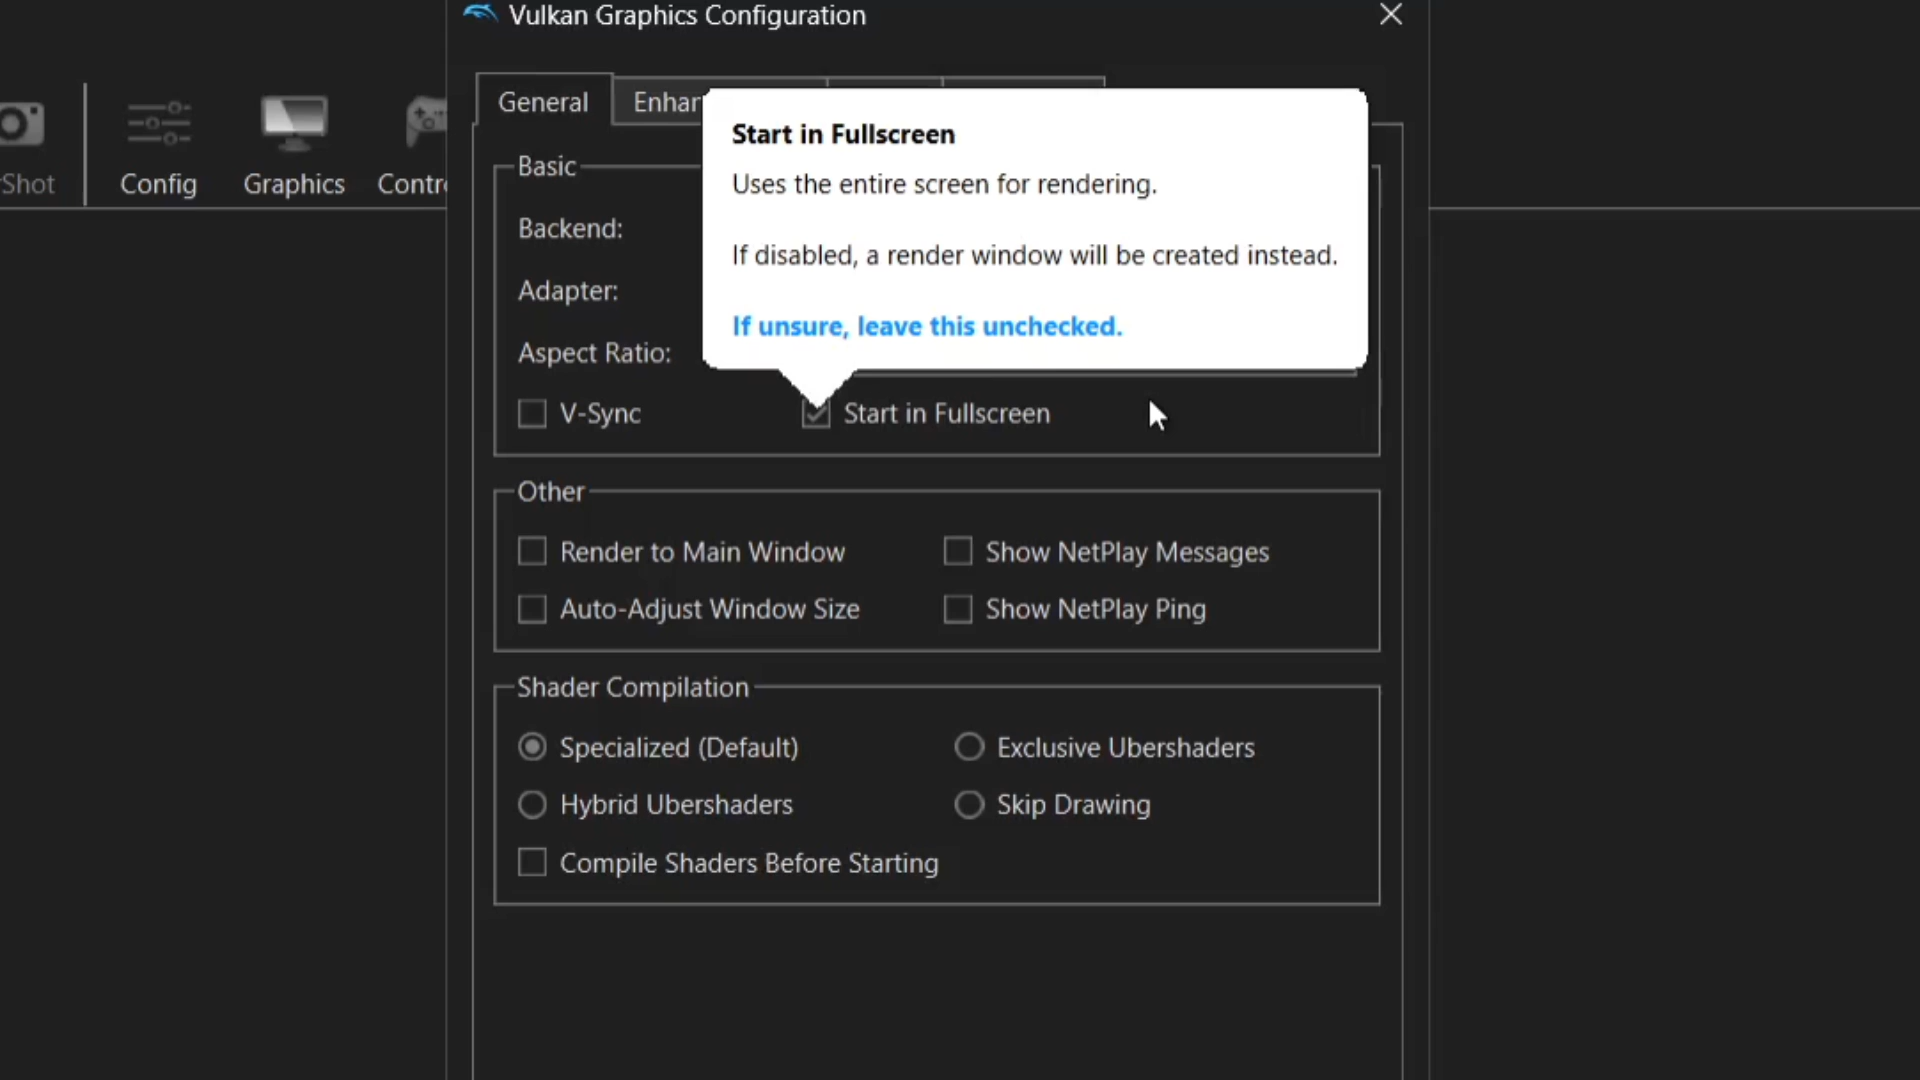 Vulkan Graphics Configuration
General
Start in Fullscreen
Uses the entire screen for rendering.
If disabled, a render window will be created instead.
If unsure, leave this unchecked.
Shot
Config
Graphics
Basic
Backend:
Adapter:
Aspect Ratio:
V-Sync
Start in Fullscreen
Other
Render to Main Window
Show NetPlay Messages
Auto-Adjust Window Size
Show NetPlay Ping
Shader Compilation
Specialized (Default)
Exclusive Ubershaders
Hybrid Ubershaders
Skip Drawing
Compile Shaders Before Starting